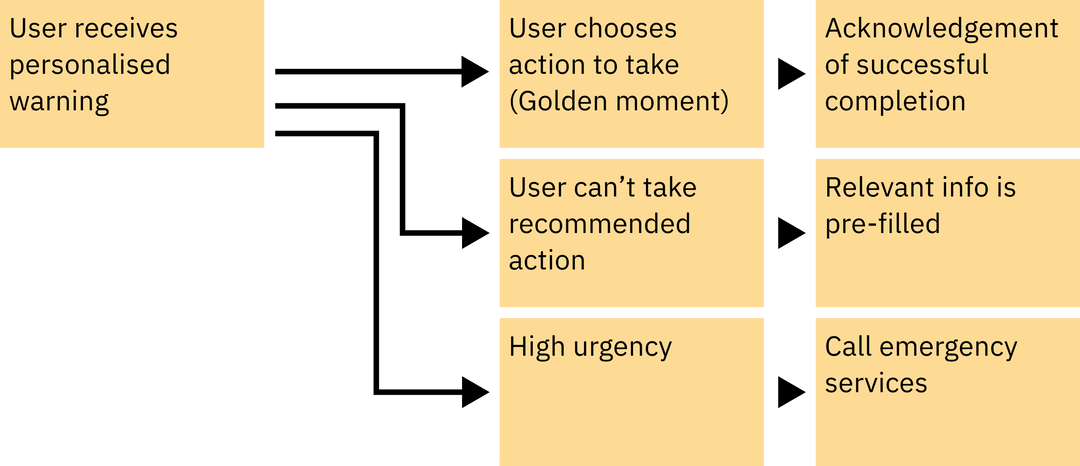 User receives
personalised
warning
User chooses
action to take
(Golden moment)
Acknowledgement
of successful
completion
User can’t take
recommended
action
Relevant info is
pre-filled
High urgency
Call emergency
services